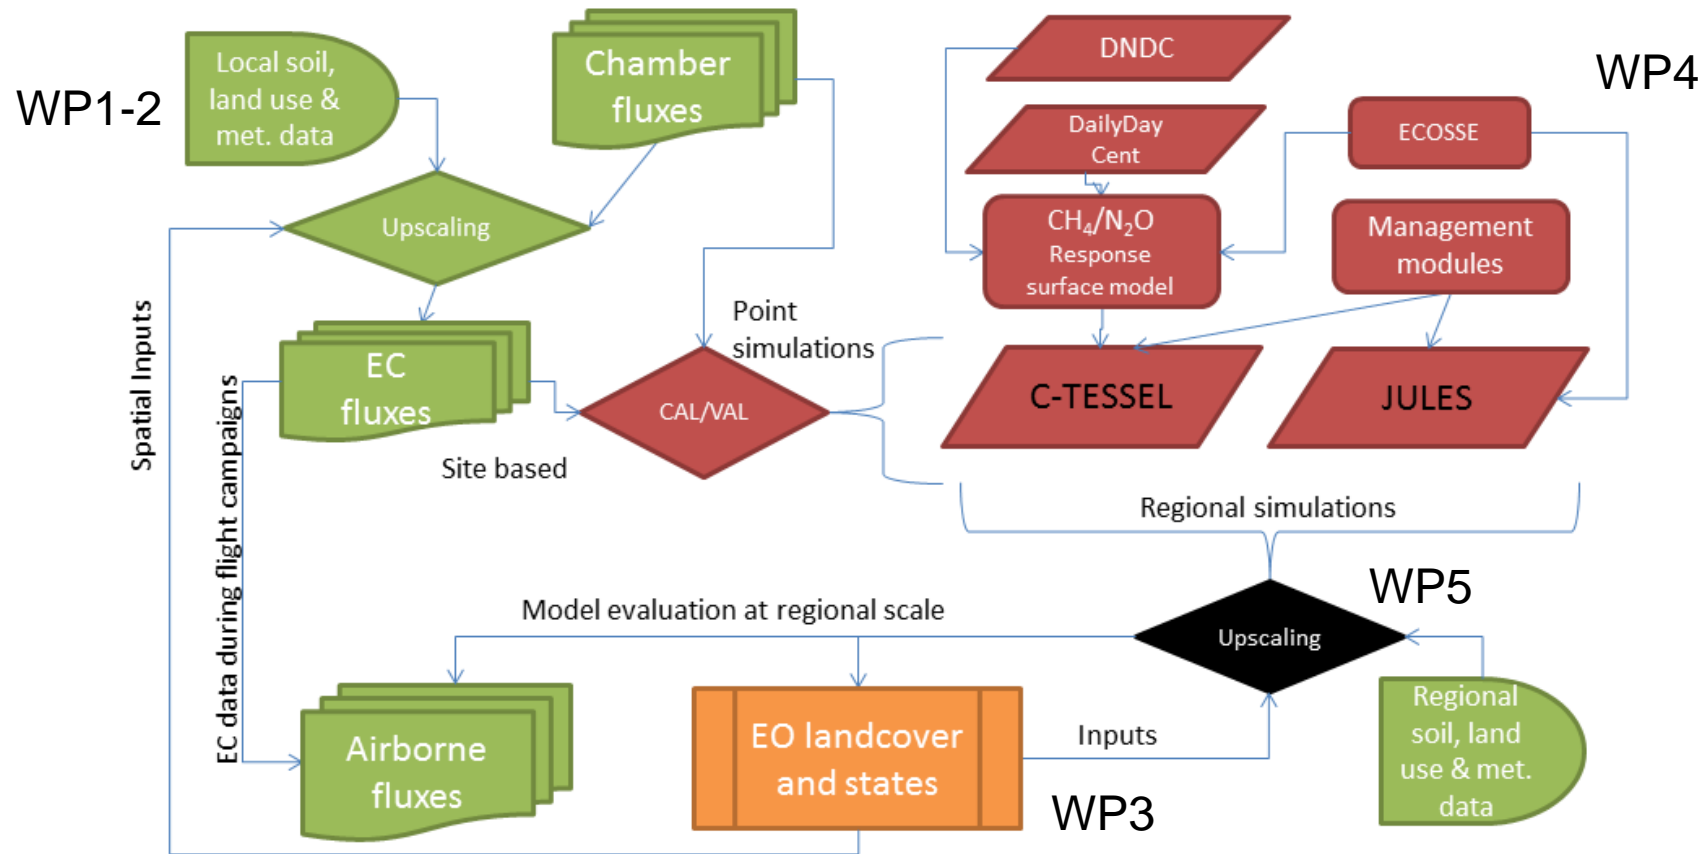 WP1-2
Local soil,
land use &
met. data
Chamber
fluxes
Upscaling
DNDC
DailyDay
Cent
ECOSSE
WP4
CH₄/N₂O
Response
surface model
Management
modules
Spatial Inputs
EC
fluxes
EC data during flight campaigns
Site based
CAL/VAL
Point
simulations
C-TESSEL
JULES
Regional simulations
WP5
Upscaling
Model evaluation at regional scale
Airborne
fluxes
EO landcover
and states
Inputs
WP3
Regional
soil, land
use & met.
data